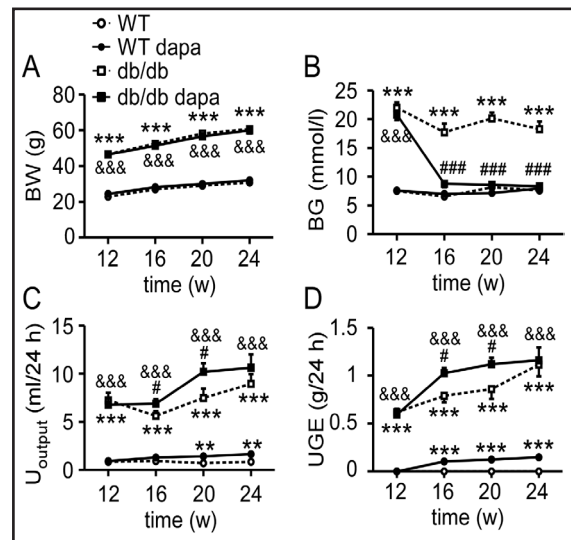 WT
WT dapa
db/db
db/db dapa
A
BW (g)
80
60
40
20
0
*** *** *** ***
&&& &&& &&& &&&
12 16 20 24
time (w)
B
BG (mmol/l)
25
20
15
10
5
0
*** *** *** ***
&&&
### ### ###
12 16 20 24
time (w)
C
Uoutput (ml/24 h)
15
10
5
0
&&& &&& &&& &&&
# #
*** *** *** ***
** **
12 16 20 24
time (w)
D
UGE (g/24 h)
1.5
1
0.5
0
&&& &&& &&& &&&
# #
*** *** *** ***
*** *** ***
12 16 20 24
time (w)